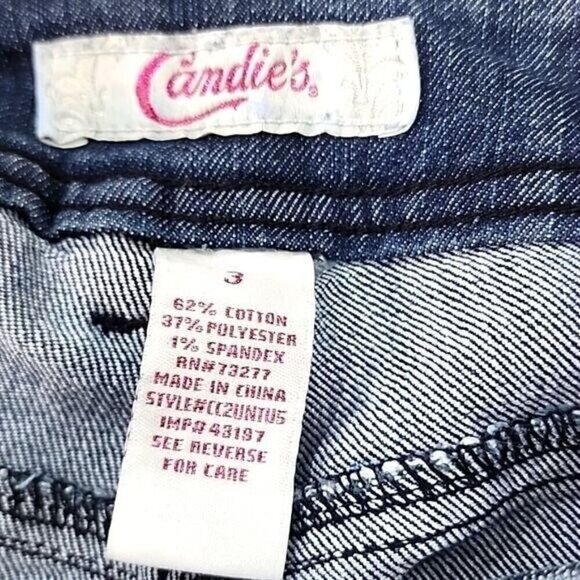 Candie's®
3
62% COTTON
37% POLYESTER
1% SPANDEX
RN# 73277
MADE IN CHINA
STYLE#CC2UNTU5
IMP# 43197
SEE REVERSE
FOR CARE